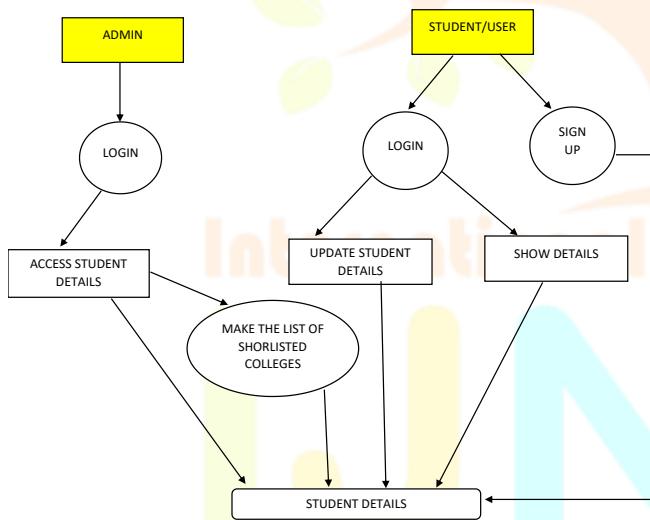 ADMIN
STUDENT/USER
LOGIN
LOGIN
SIGN
UP
International
ACCESS STUDENT
DETAILS
UPDATE STUDENT
DETAILS
SHOW DETAILS
MAKE THE LIST OF
SHORLISTED
COLLEGES
STUDENT DETAILS